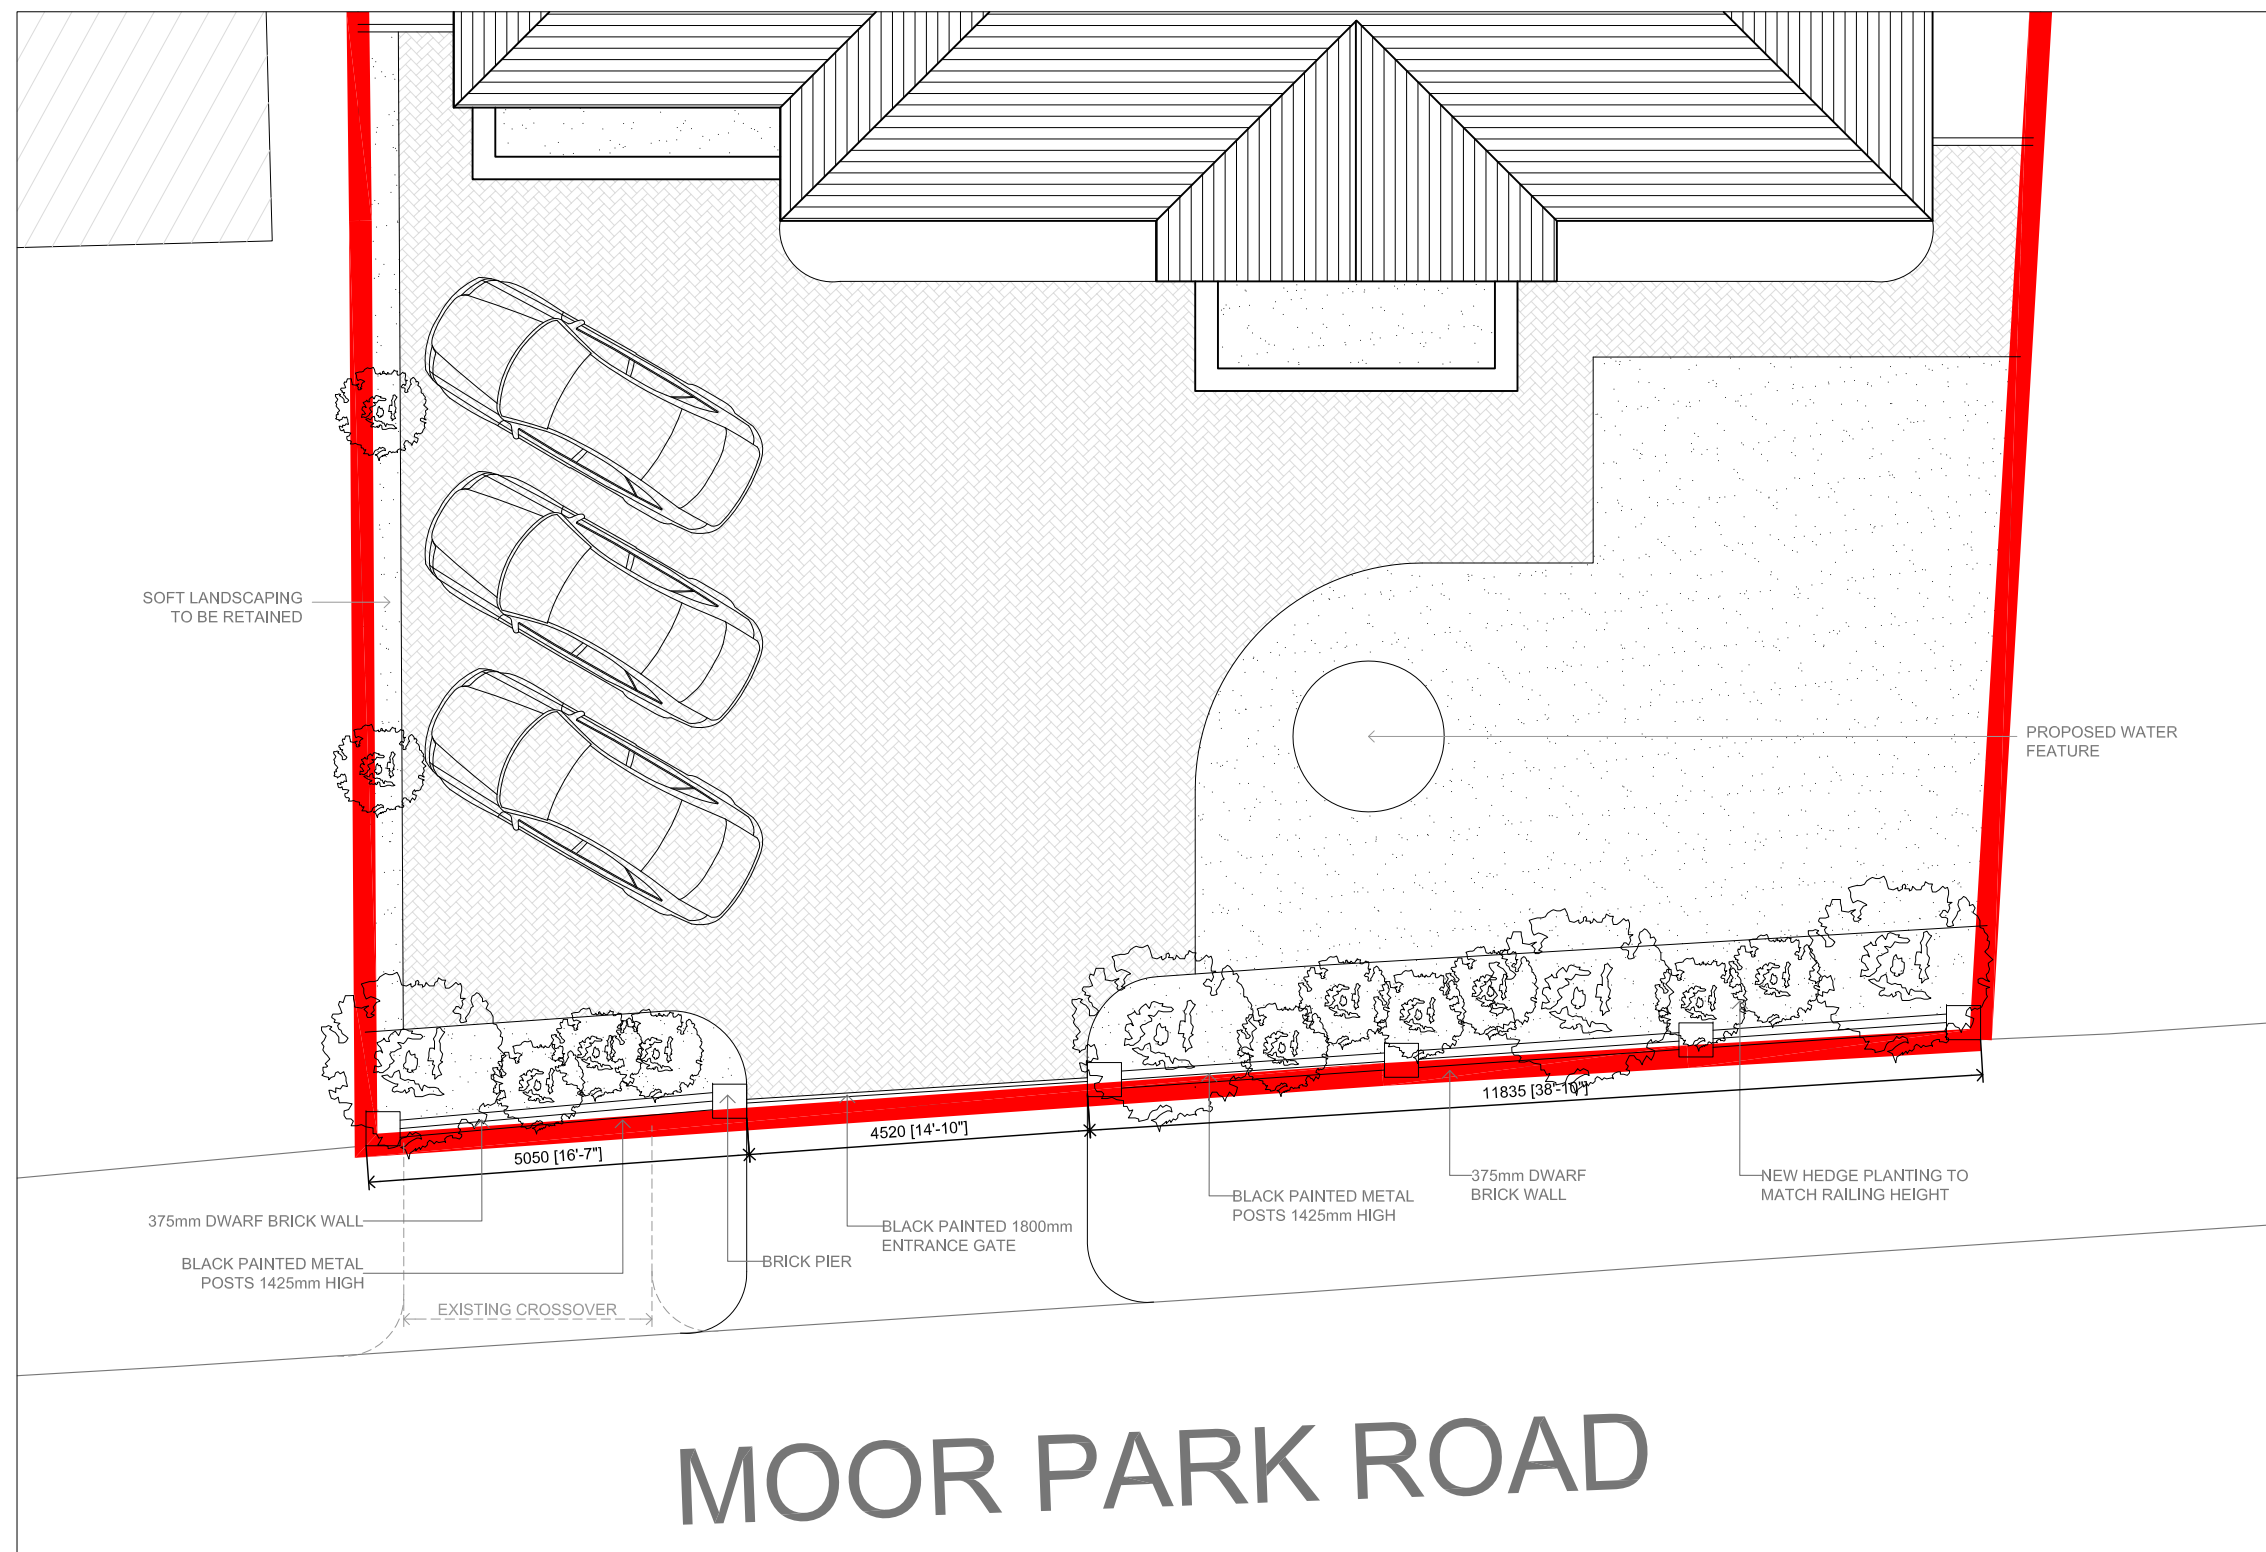 SOFT LANDSCAPING
TO BE RETAINED
PROPOSED WATER
FEATURE
11835 [38'-10"]
4520 [14'-10"]
5050 [16'-7"]
375mm DWARF
BRICK WALL
NEW HEDGE PLANTING TO
MATCH RAILING HEIGHT
BLACK PAINTED METAL
POSTS 1425mm HIGH
375mm DWARF BRICK WALL
BLACK PAINTED 1800mm
ENTRANCE GATE
BRICK PIER
BLACK PAINTED METAL
POSTS 1425mm HIGH
EXISTING CROSSOVER
MOOR PARK ROAD